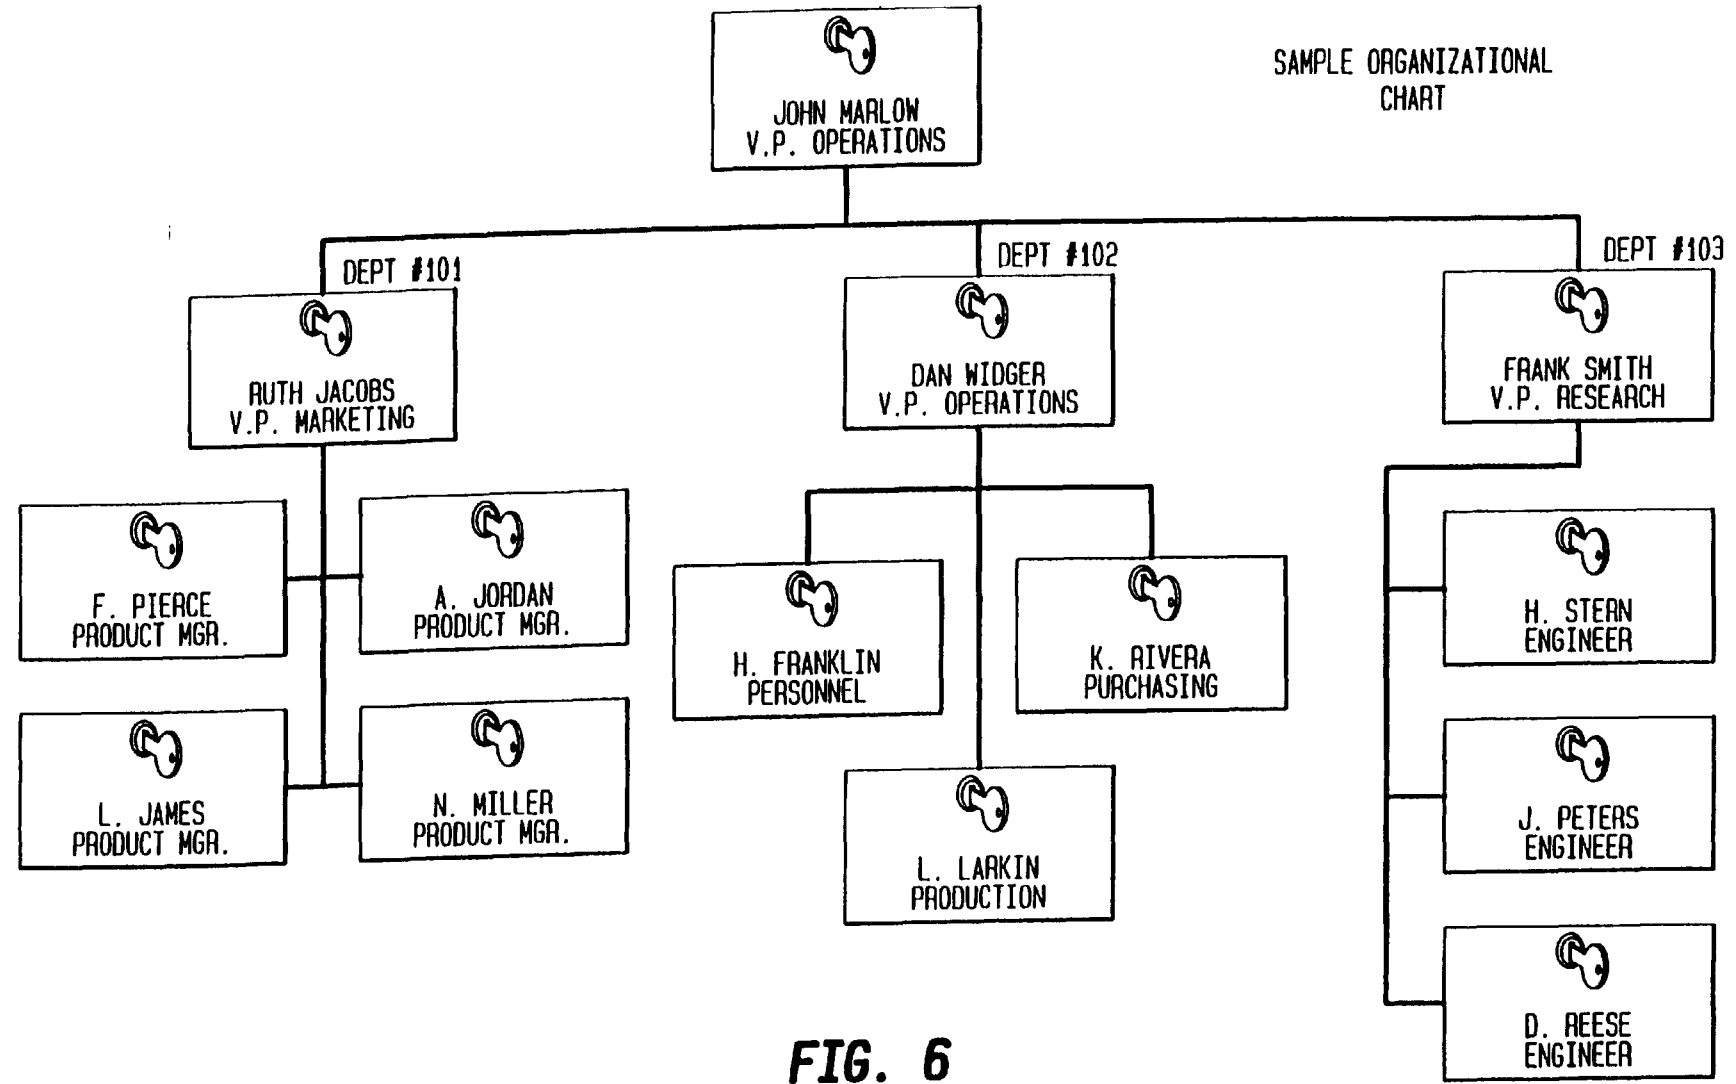 SAMPLE ORGANIZATIONAL
CHART
JOHN MARLOW
V.P. OPERATIONS
DEPT #101
RUTH JACOBS
V.P. MARKETING
F. PIERCE
PRODUCT MGR.
A. JORDAN
PRODUCT MGR.
L. JAMES
PRODUCT MGR.
N. MILLER
PRODUCT MGR.
DEPT #102
DAN WIDGER
V.P. OPERATIONS
H. FRANKLIN
PERSONNEL
K. RIVERA
PURCHASING
L. LARKIN
PRODUCTION
DEPT #103
FRANK SMITH
V.P. RESEARCH
H. STERN
ENGINEER
J. PETERS
ENGINEER
D. REESE
ENGINEER
FIG. 6